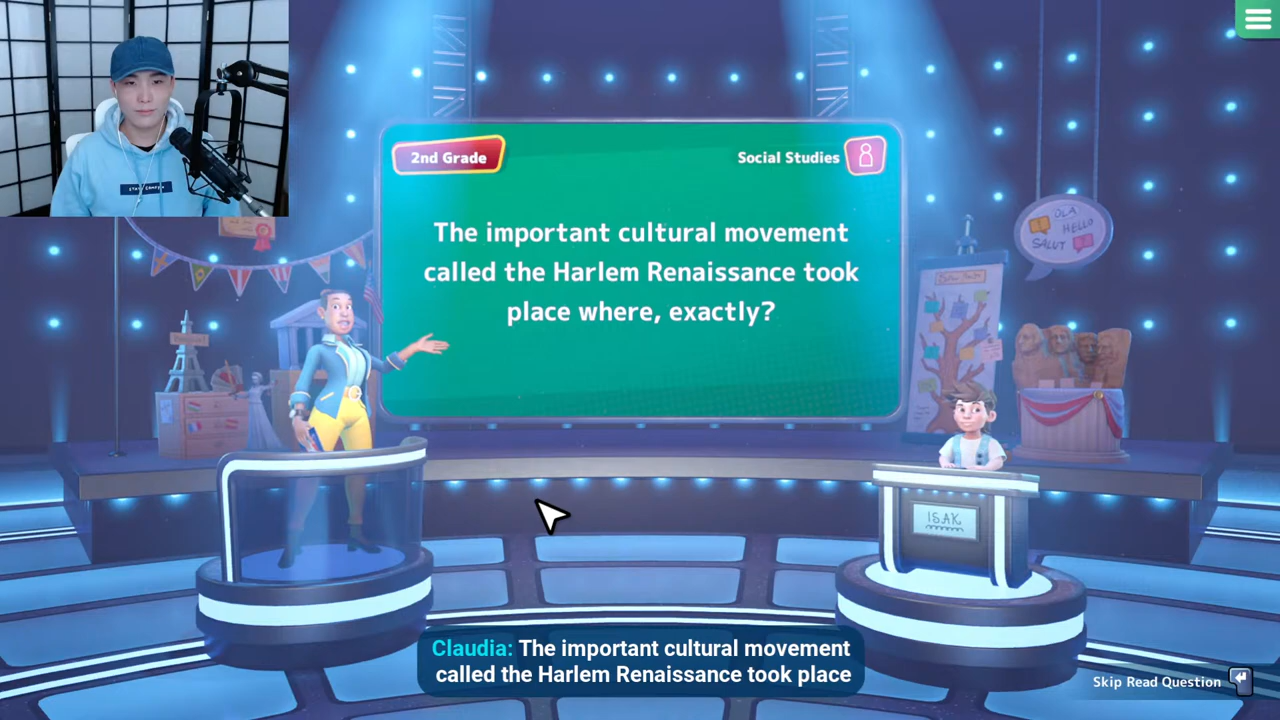 2nd Grade
Social Studies
The important cultural movement
called the Harlem Renaissance took
place where, exactly?
OLA
HELLO
SALUT
ISAK
Claudia: The important cultural movement
called the Harlem Renaissance took place
Skip Read Question